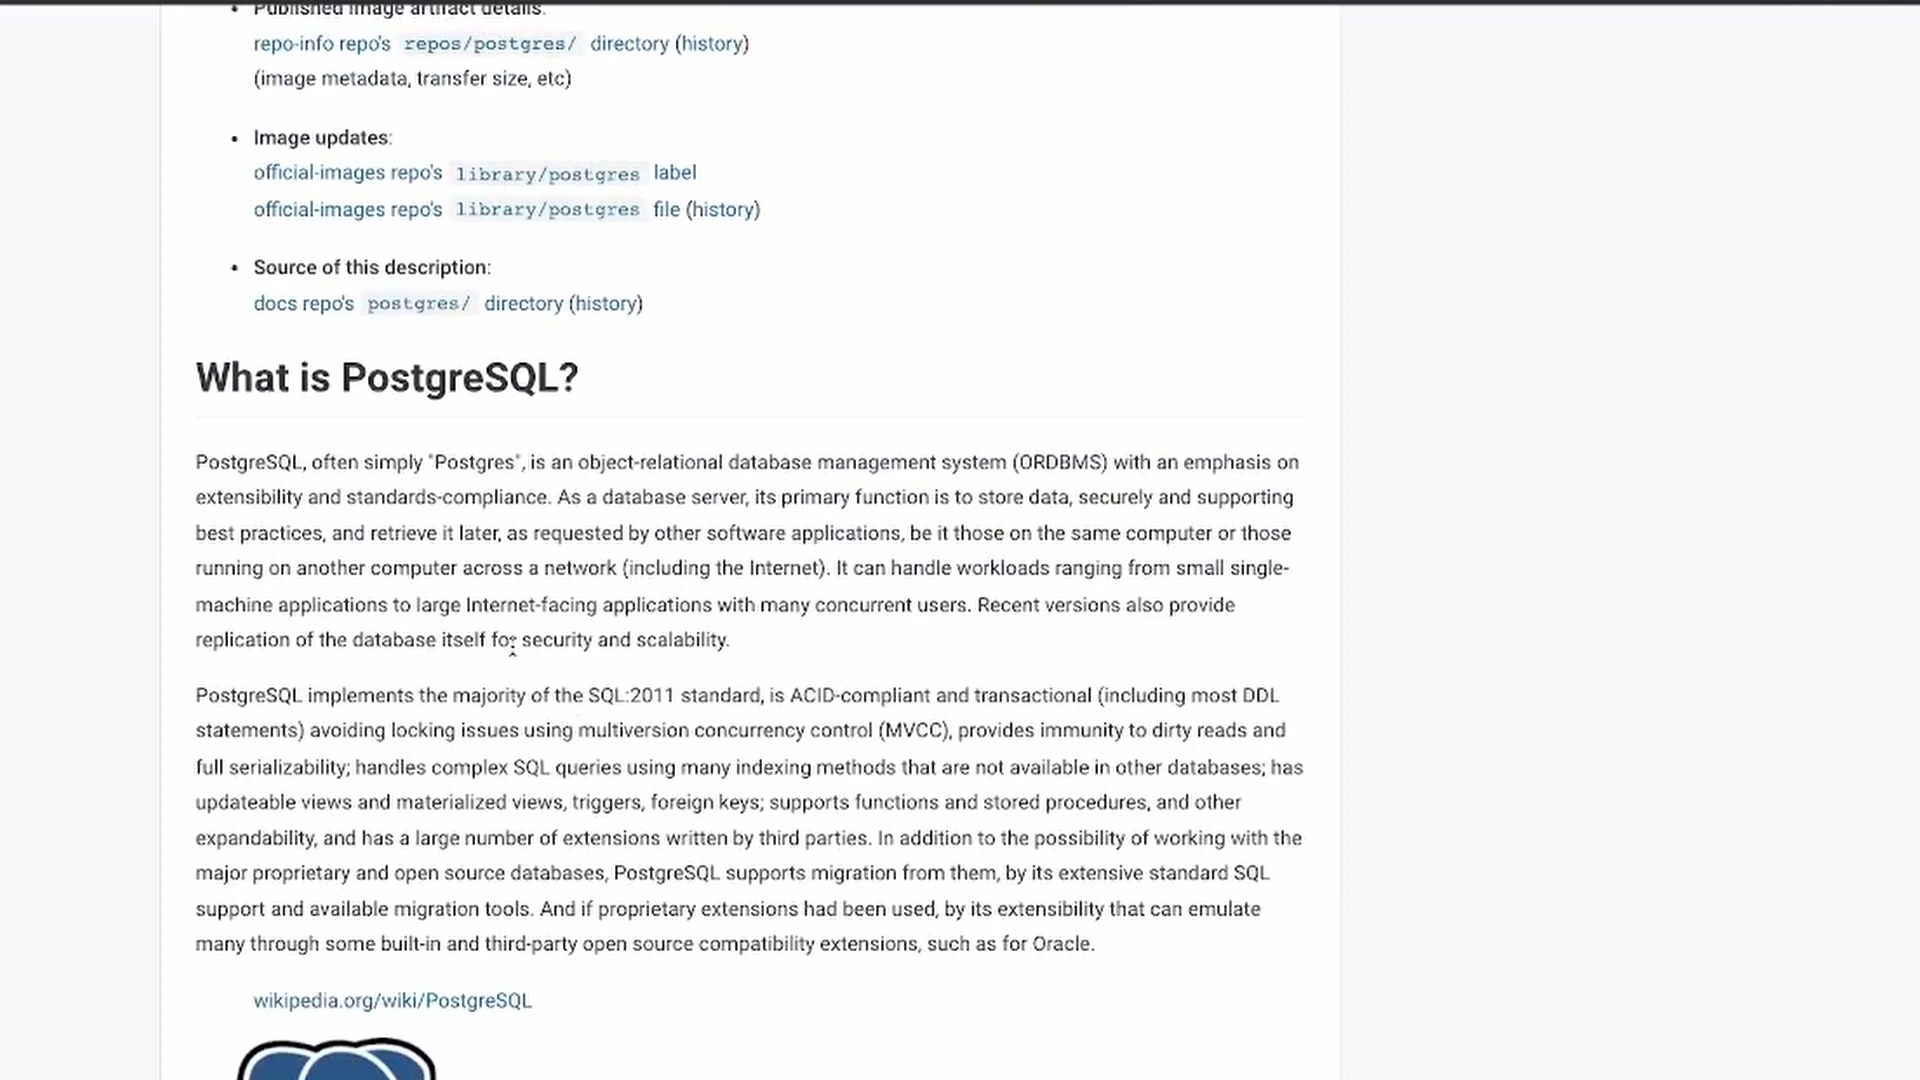 • Published image artifact details:
repo-info repo's repos/postgres/ directory (history)
(image metadata, transfer size, etc)
• Image updates:
official-images repo's library/postgres label
official-images repo's library/postgres file (history)
• Source of this description:
docs repo's postgres/ directory (history)
What is PostgreSQL?
PostgreSQL, often simply "Postgres", is an object-relational database management system (ORDBMS) with an emphasis on
extensibility and standards-compliance. As a database server, its primary function is to store data, securely and supporting
best practices, and retrieve it later, as requested by other software applications, be it those on the same computer or those
running on another computer across a network (including the Internet). It can handle workloads ranging from small single-
machine applications to large Internet-facing applications with many concurrent users. Recent versions also provide
replication of the database itself for security and scalability.
PostgreSQL implements the majority of the SQL:2011 standard, is ACID-compliant and transactional (including most DDL
statements) avoiding locking issues using multiversion concurrency control (MVCC), provides immunity to dirty reads and
full serializability; handles complex SQL queries using many indexing methods that are not available in other databases; has
updateable views and materialized views, triggers, foreign keys; supports functions and stored procedures, and other
expandability, and has a large number of extensions written by third parties. In addition to the possibility of working with the
major proprietary and open source databases, PostgreSQL supports migration from them, by its extensive standard SQL
support and available migration tools. And if proprietary extensions had been used, by its extensibility that can emulate
many through some built-in and third-party open source compatibility extensions, such as for Oracle.
wikipedia.org/wiki/PostgreSQL